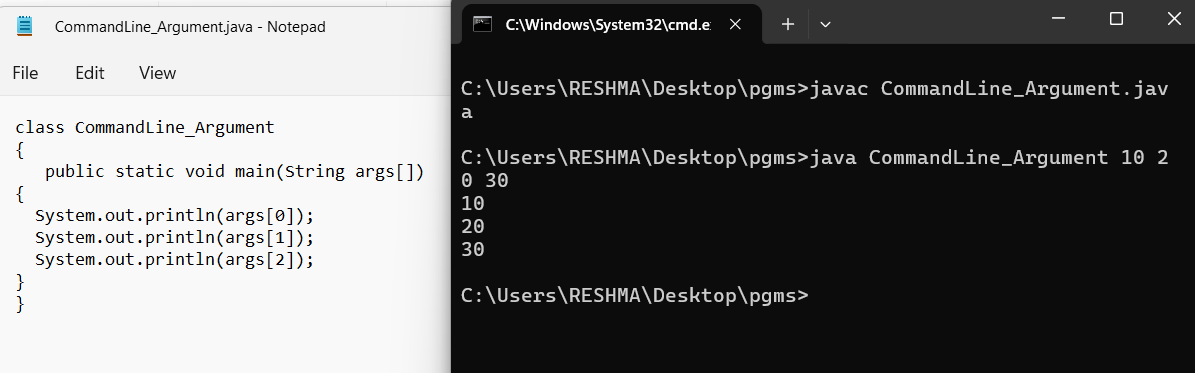 CommandLine_Argument.java - Notepad
File Edit View
class CommandLine_Argument
{
public static void main(String args[])
{
System.out.println(args[0]);
System.out.println(args[1]);
System.out.println(args[2]);
}
}
C:\Windows\System32\cmd.e
C:\Users\RESHMA\Desktop\pgms>javac CommandLine_Argument.jav
a
C:\Users\RESHMA\Desktop\pgms>java CommandLine_Argument 10 2
0 30
10
20
30
C:\Users\RESHMA\Desktop\pgms>